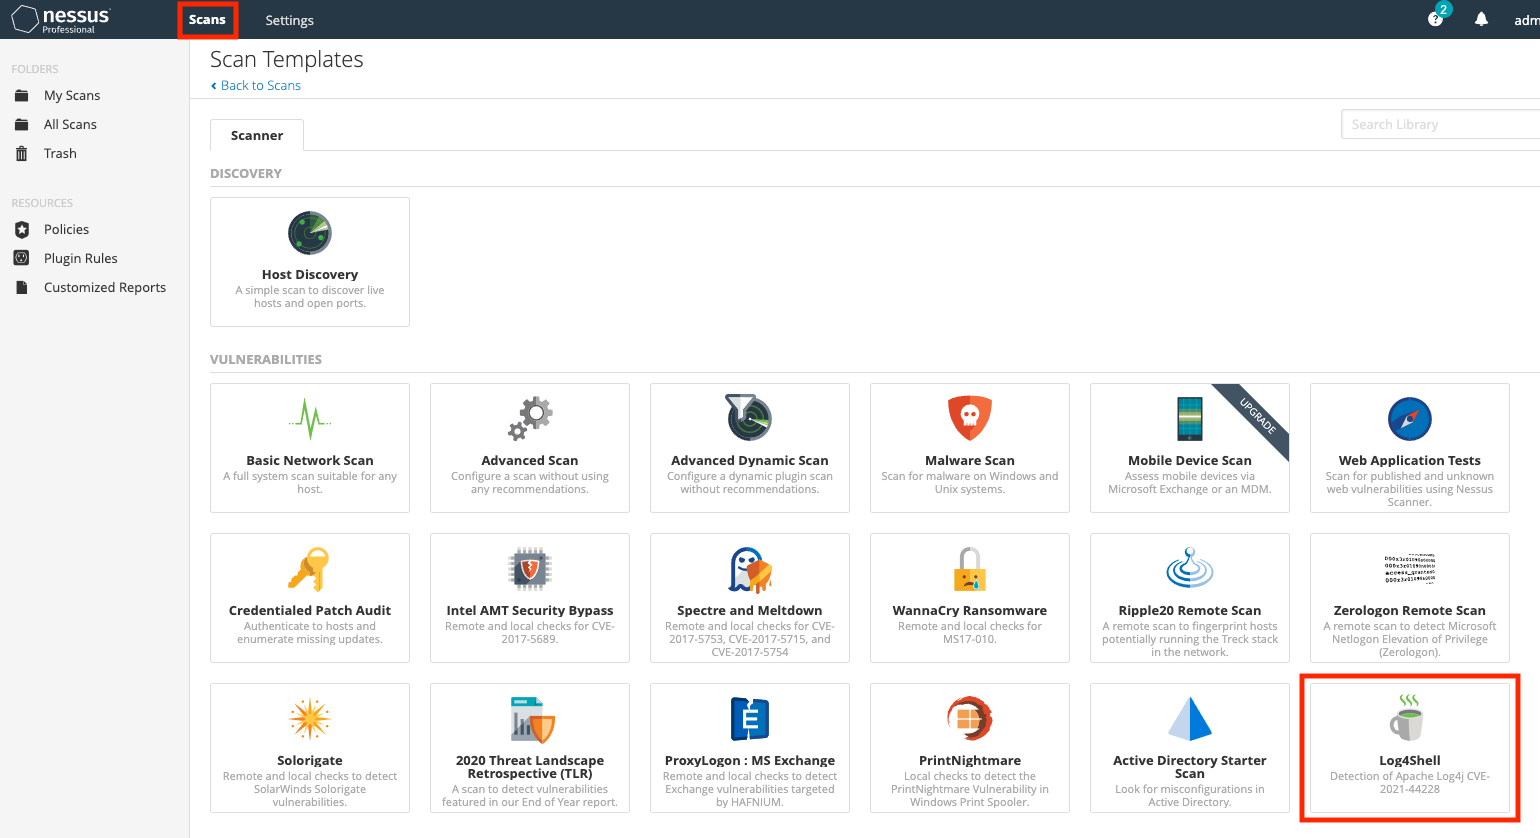 nessus
Professional
Scans
Settings
2
?
adm
FOLDERS
My Scans
All Scans
Trash
RESOURCES
Policies
Plugin Rules
Customized Reports
Scan Templates
Back to Scans
Scanner
Search Library
DISCOVERY
Host Discovery
A simple scan to discover live
hosts and open ports.
VULNERABILITIES
Basic Network Scan
A full system scan suitable for any
host.
Advanced Scan
Configure a scan without using
any recommendations.
Advanced Dynamic Scan
Configure a dynamic plugin scan
without recommendations.
Malware Scan
Scan for malware on Windows and
Unix systems.
UPGRADE
Mobile Device Scan
Assess mobile devices via
Microsoft Exchange or an MDM.
Web Application Tests
Scan for published and unknown
web vulnerabilities using Nessus
Scanner.
Credentialed Patch Audit
Authenticate to hosts and
enumerate missing updates.
Intel AMT Security Bypass
Remote and local checks for CVE-
2017-5689.
Spectre and Meltdown
Remote and local checks for CVE-
2017-5753, CVE-2017-5715, and
CVE-2017-5754
WannaCry Ransomware
Remote and local checks for
MS17-010.
Ripple20 Remote Scan
A remote scan to fingerprint hosts
potentially running the Treck stack
in the network.
Zerologon Remote Scan
A remote scan to detect Microsoft
Netlogon Elevation of Privilege
(Zerologon).
Solorigate
Remote and local checks to detect
SolarWinds Solorigate
vulnerabilities.
2020 Threat Landscape
Retrospective (TLR)
A scan to detect vulnerabilities
featured in our End of Year report.
E
ProxyLogon : MS Exchange
Remote and local checks to detect
Exchange vulnerabilities targeted
by HAFNIUM.
PrintNightmare
Local checks to detect the
PrintNightmare Vulnerability in
Windows Print Spooler.
Active Directory Starter
Scan
Look for misconfigurations in
Active Directory.
Log4Shell
Detection of Apache Log4j CVE-
2021-44228